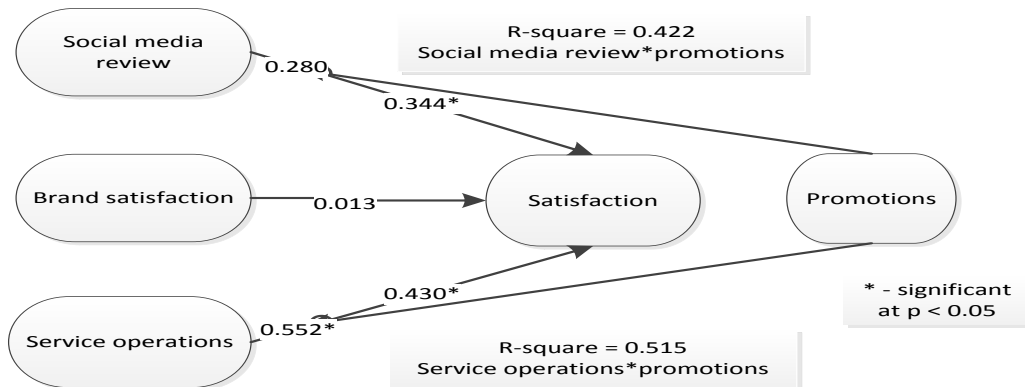 Social media
review
R-square = 0.422
Social media review*promotions
0.280
0.344*
Brand satisfaction
0.013
Satisfaction
Promotions
0.430*
* - significant
at p < 0.05
0.552*
Service operations
R-square = 0.515
Service operations*promotions